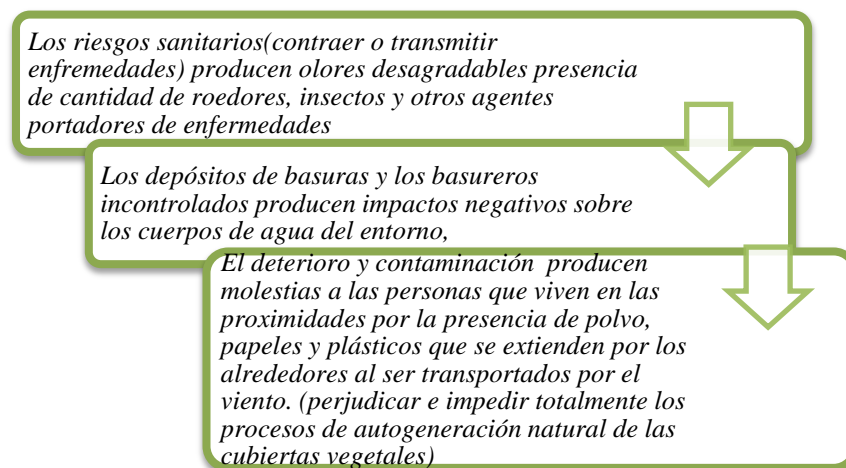 Los riesgos sanitarios(contraer o transmitir
enfremedades) producen olores desagradables presencia
de cantidad de roedores, insectos y otros agentes
portadores de enfermedades
Los depósitos de basuras y los basureros
incontrolados producen impactos negativos sobre
los cuerpos de agua del entorno,
El deterioro y contaminación producen
molestias a las personas que viven en las
proximidades por la presencia de polvo,
papeles y plásticos que se extienden por los
alrededores al ser transportados por el
viento. (perjudicar e impedir totalmente los
procesos de autogeneración natural de las
cubiertas vegetales)